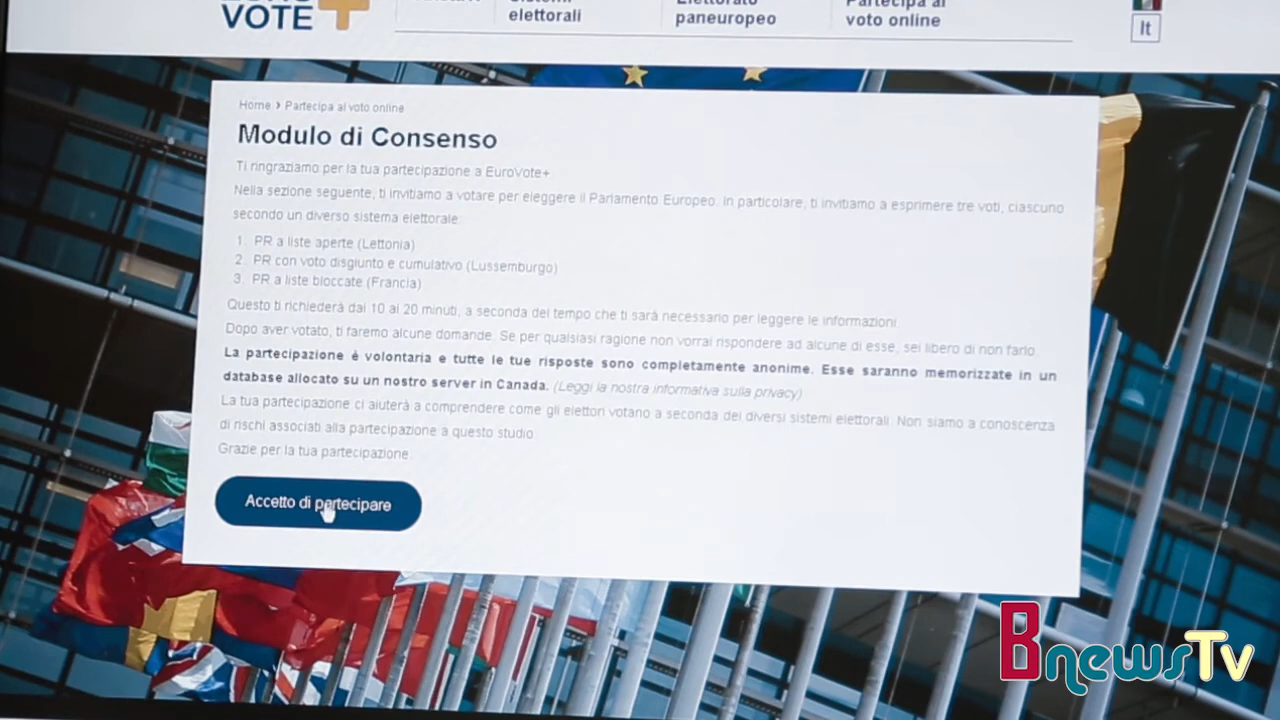 VOTE
elettorali
paneuropeo
Partecipa al
voto online
It
Home › Partecipa al voto online
Modulo di Consenso
Ti ringraziamo per la tua partecipazione a EuroVote+
Nella sezione seguente, ti invitiamo a votare per eleggere il Parlamento Europeo. In particolare, ti invitiamo a esprimere tre voti, ciascuno
secondo un diverso sistema elettorale:
1. PR a liste aperte (Lettonia)
2. PR con voto disgiunto e cumulativo (Lussemburgo)
3. PR a liste bloccate (Francia)
Questo ti richiederà dai 10 ai 20 minuti, a seconda del tempo che ti sarà necessario per leggere le informazioni.
Dopo aver votato, ti faremo alcune domande. Se per qualsiasi ragione non vorrai rispondere ad alcune di esse, sei libero di non farlo.
La partecipazione è volontaria e tutte le tue risposte sono completamente anonime. Esse saranno memorizzate in un
database allocato su un nostro server in Canada. (Leggi la nostra informativa sulla privacy)
La tua partecipazione ci aiuterà a comprendere come gli elettori votano a seconda dei diversi sistemi elettorali. Non siamo a conoscenza
di rischi associati alla partecipazione a questo studio.
Grazie per la tua partecipazione
Accetto di partecipare
BnewsTv